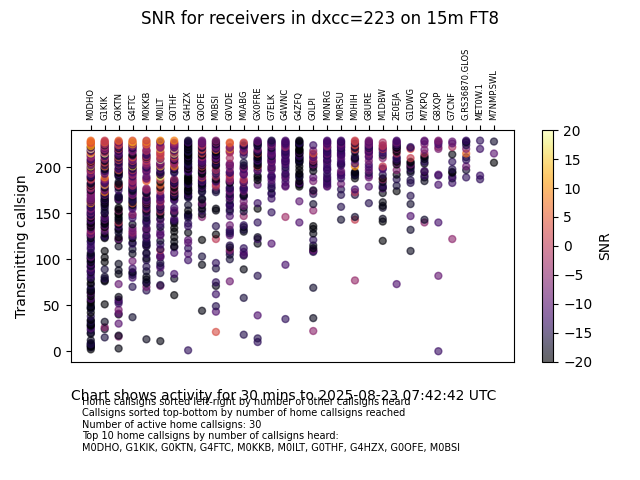 SNR for receivers in dxcc=223 on 15m FT8
M0DHO G1KIK G0KTN G4FTC M0KKB M0ILT G0THF G4HZX G0OFE M0BSI G0VDE M0ABG GX0FRE G7ELK G4WNC G4ZFQ G0LPI M0NRG M0RSU M0HIH G8URE M1DBW 2E0EJA G1DWG M7KPQ G8XQP G7CNF G.RS36870.GLOS MET0W.1 M7NMP.SWL
200
150
100
50
0
Transmitting callsign
20
15
10
5
0
−5
−10
−15
−20
SNR
Chart shows activity for 30 mins to 2025-08-23 07:42:42 UTC
Home callsigns sorted left-right by number of other callsigns heard
Callsigns sorted top-bottom by number of home callsigns reached
Number of active home callsigns: 30
Top 10 home callsigns by number of callsigns heard:
M0DHO, G1KIK, G0KTN, G4FTC, M0KKB, M0ILT, G0THF, G4HZX, G0OFE, M0BSI